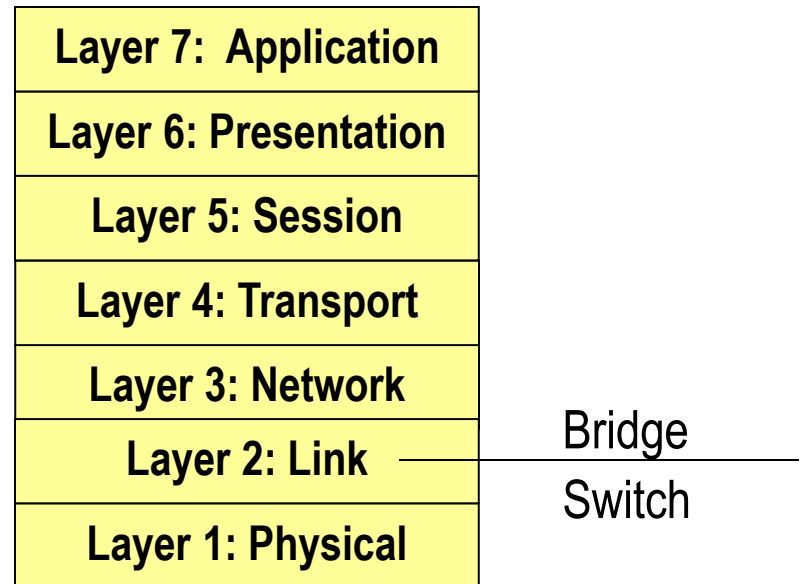 Layer 7: Application
Layer 6: Presentation
Layer 5: Session
Layer 4: Transport
Layer 3: Network
Layer 2: Link
Bridge
Switch
Layer 1: Physical